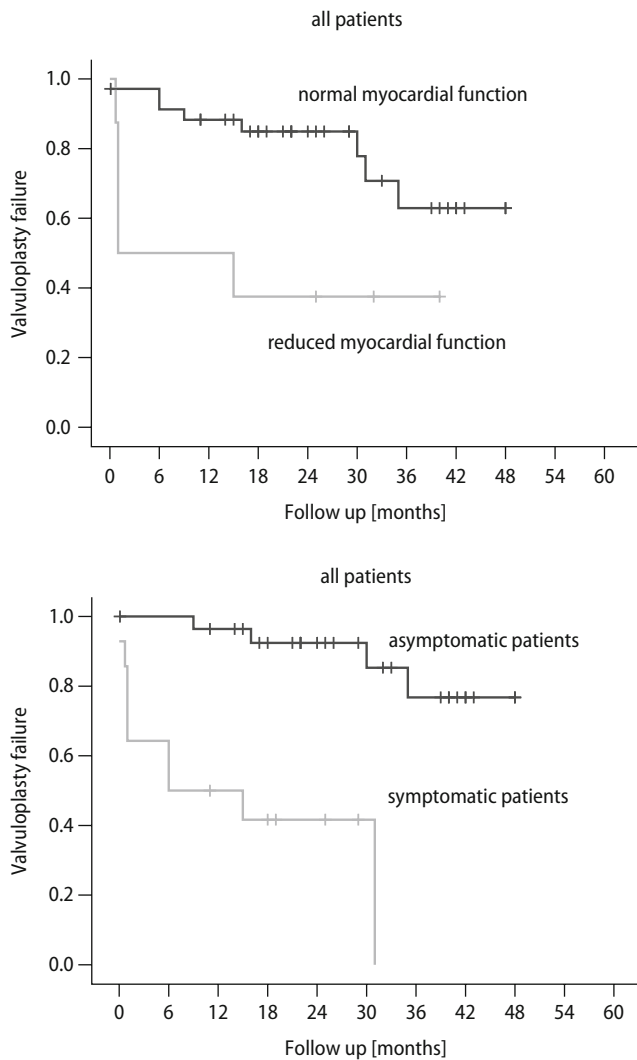 all patients
1.0
normal myocardial function
0.8
0.6
0.4
reduced myocardial function
0.2
0.0
Valvuloplasty failure
0 6 12 18 24 30 36 42 48 54 60
Follow up [months]
all patients
1.0
asymptomatic patients
0.8
0.6
symptomatic patients
0.4
0.2
0.0
Valvuloplasty failure
0 6 12 18 24 30 36 42 48 54 60
Follow up [months]